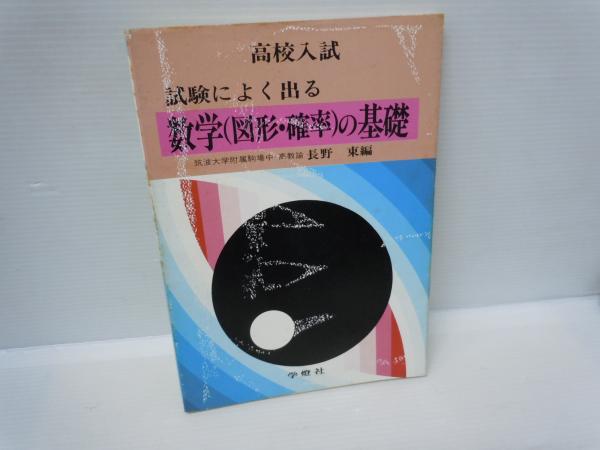 高校入試
試験によく出る
数学(図形・確率)の基礎
筑波大学附属駒場中・高教諭 長野 東編
学燈社